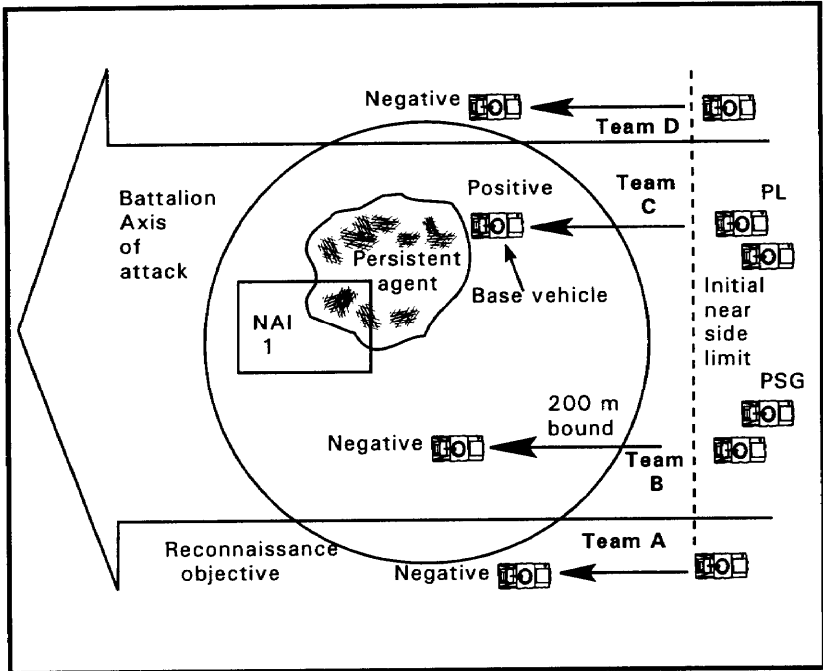 Negative
Team D
Battalion
Axis
of
attack
Positive
Team
C
PL
Persistent
agent
Base vehicle
Initial
near
side
limit
NAI
1
PSG
200 m
bound
Negative
Team
B
Reconnaissance
objective
Team A
Negative